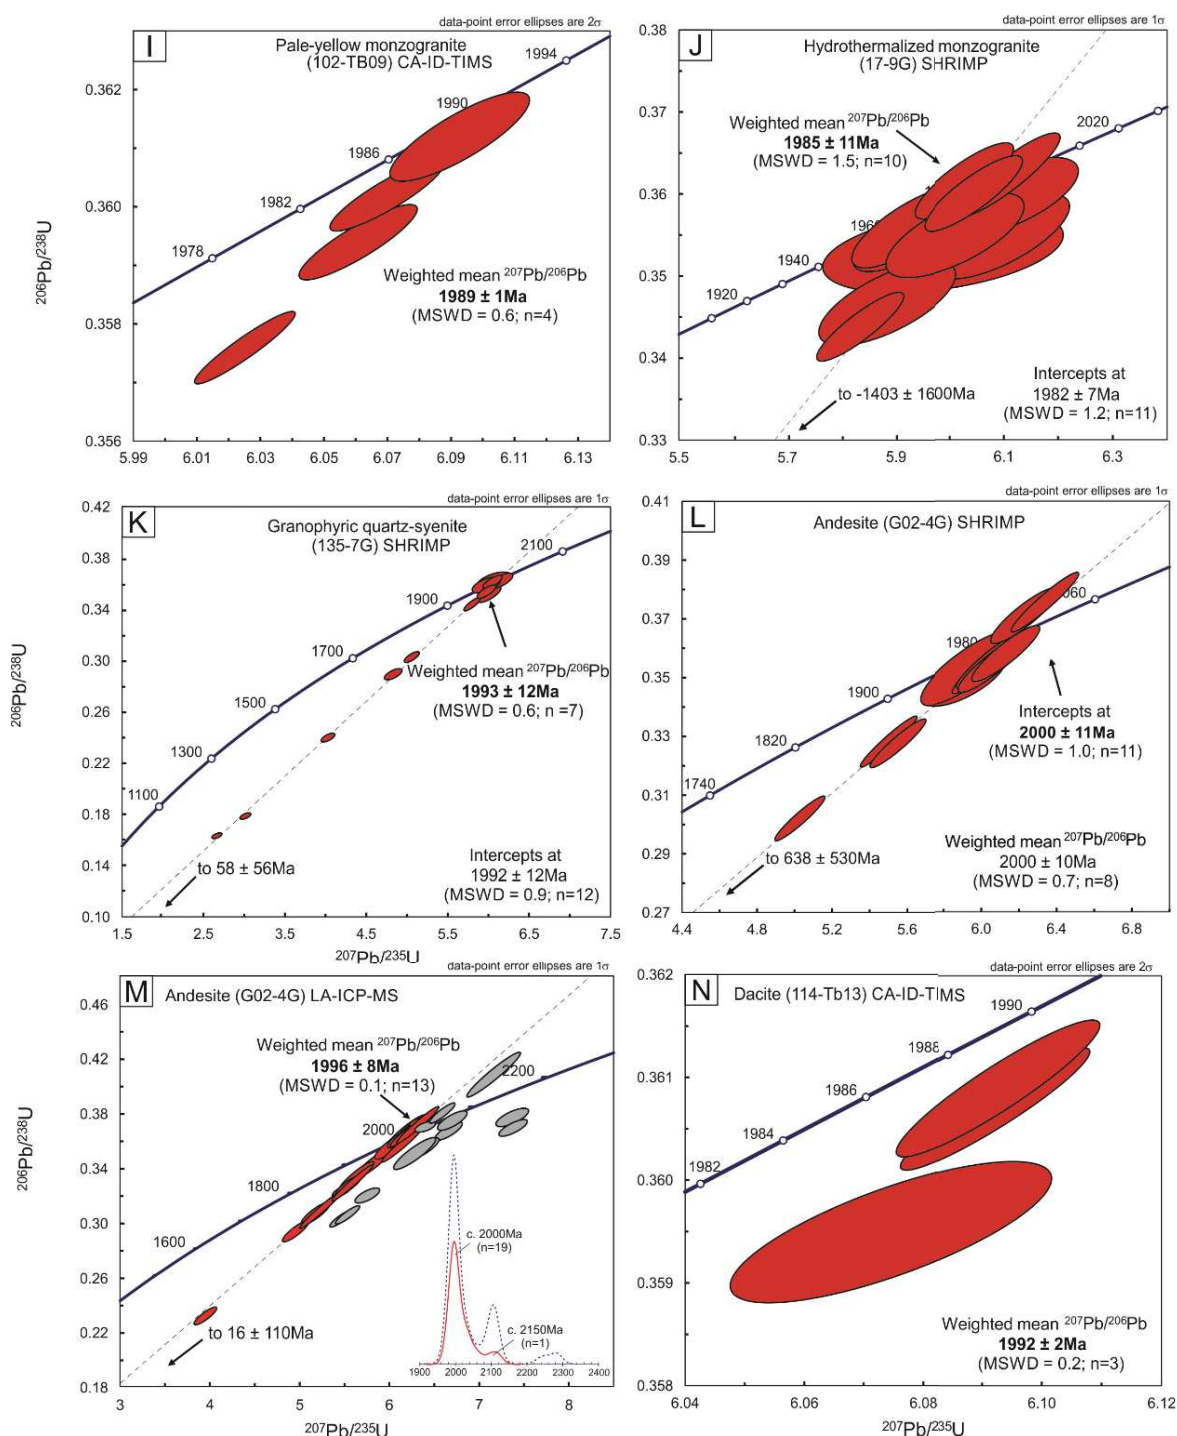 data-point error ellipses are 2σ
I
Pale-yellow monzogranite
(102-TB09) CA-ID-TIMS
1994
1990
1986
1982
1978
Weighted mean 207Pb/206Pb
1989 ± 1Ma
(MSWD = 0.6; n=4)
0.362
0.360
0.358
0.356
206Pb/238U
5.99 6.01 6.03 6.05 6.07 6.09 6.11 6.13
data-point error ellipses are 1σ
J
Hydrothermalized monzogranite
(17-9G) SHRIMP
Weighted mean 207Pb/206Pb
1985 ± 11Ma
(MSWD = 1.5; n=10)
2020
1960
1940
1920
to -1403 ± 1600Ma
Intercepts at
1982 ± 7Ma
(MSWD = 1.2; n=11)
0.38
0.37
0.36
0.35
0.34
0.33
5.5 5.7 5.9 6.1 6.3
data-point error ellipses are 1σ
K
Granophyric quartz-syenite
(135-7G) SHRIMP
2100
1900
1700
1500
1300
1100
Weighted mean 207Pb/206Pb
1993 ± 12Ma
(MSWD = 0.6; n =7)
to 58 ± 56Ma
Intercepts at
1992 ± 12Ma
(MSWD = 0.9; n=12)
0.42
0.38
0.34
0.30
0.26
0.22
0.18
0.14
0.10
206Pb/238U
1.5 2.5 3.5 4.5 5.5 6.5 7.5
207Pb/235U
data-point error ellipses are 1σ
L
Andesite (G02-4G) SHRIMP
060
1980
1900
1820
1740
Intercepts at
2000 ± 11Ma
(MSWD = 1.0; n=11)
to 638 ± 530Ma
Weighted mean 207Pb/206Pb
2000 ± 10Ma
(MSWD = 0.7; n=8)
0.41
0.39
0.37
0.35
0.33
0.31
0.29
0.27
4.4 4.8 5.2 5.6 6.0 6.4 6.8
data-point error ellipses are 1σ
M
Andesite (G02-4G) LA-ICP-MS
Weighted mean 207Pb/206Pb
1996 ± 8Ma
(MSWD = 0.1; n=13)
2200
2000
1800
1600
to 16 ± 110Ma
c. 2000Ma
(n=19)
c. 2150Ma
(n=1)
1900 2000 2100 2200 2300 2400
0.46
0.42
0.38
0.34
0.30
0.26
0.22
0.18
206Pb/238U
3 4 5 6 7 8
207Pb/235U
data-point error ellipses are 2σ
N
Dacite (114-Tb13) CA-ID-TIMS
1990
1988
1986
1984
1982
Weighted mean 207Pb/206Pb
1992 ± 2Ma
(MSWD = 0.2; n=3)
0.362
0.361
0.360
0.359
0.358
6.04 6.06 6.08 6.10 6.12
207Pb/235U